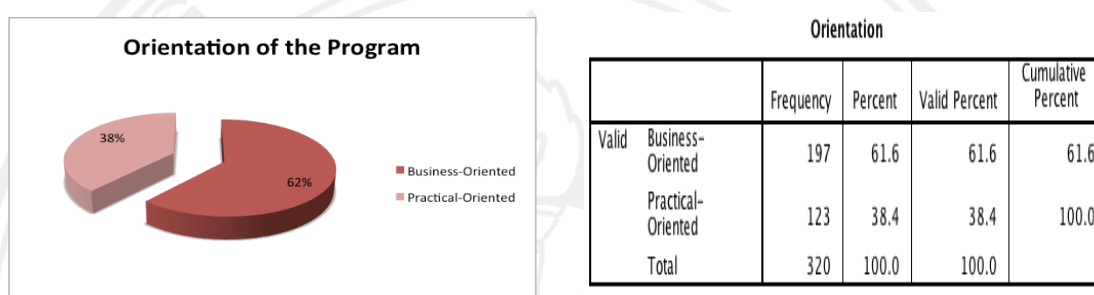 Orientation of the Program
38%
62%
Business-Oriented
Practical-Oriented
Orientation
Frequency Percent Valid Percent Cumulative Percent
Valid Business-Oriented 197 61.6 61.6 61.6
Practical-Oriented 123 38.4 38.4 100.0
Total 320 100.0 100.0